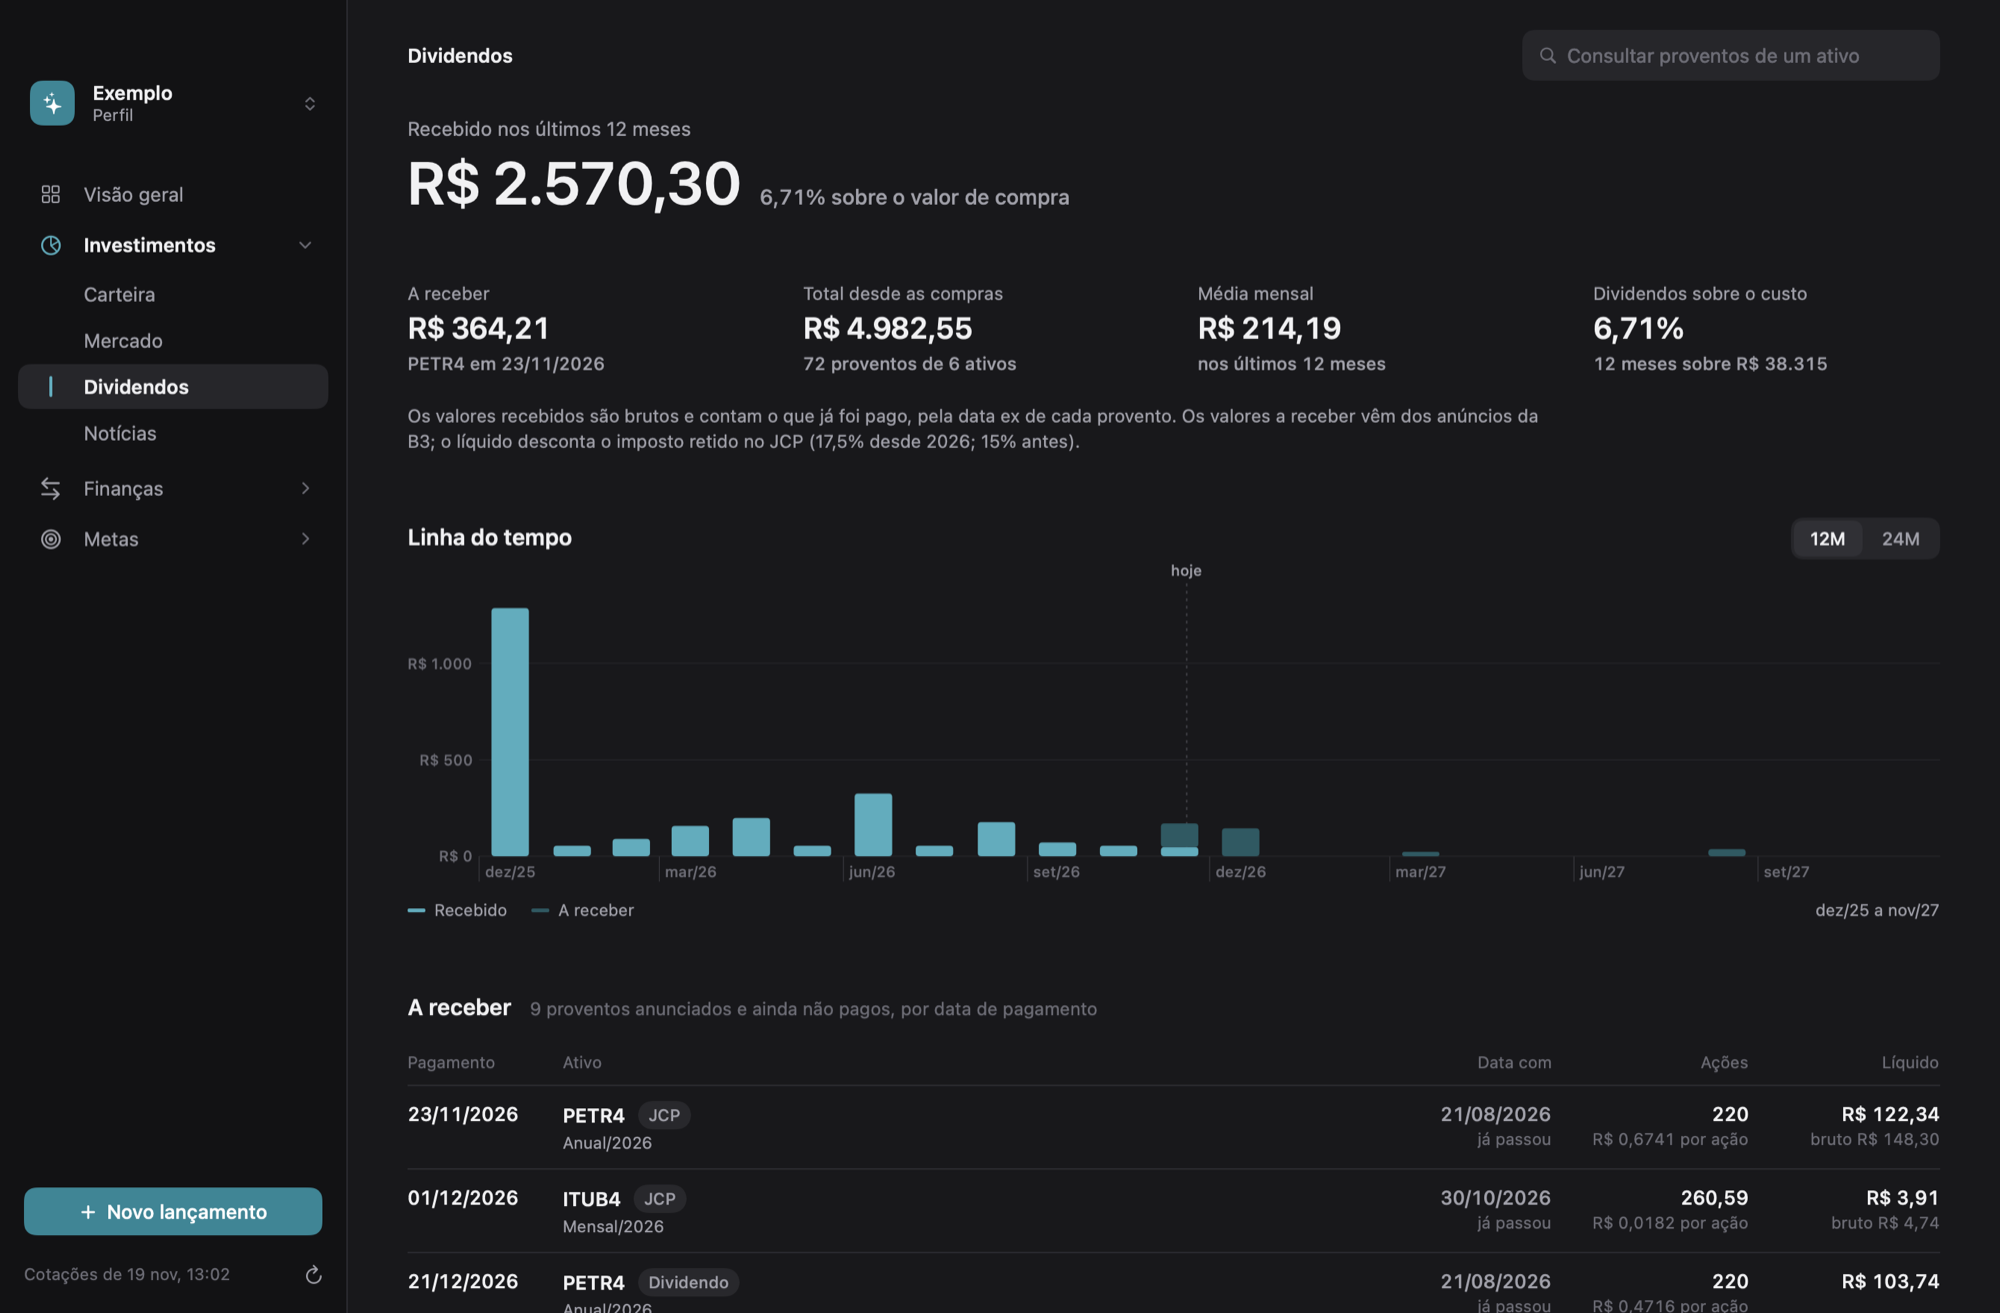 Exemplo
Perfil
Visão geral
Investimentos
Carteira
Mercado
Dividendos
Notícias
Finanças
Metas
+ Novo lançamento
Cotações de 19 nov, 13:02
Dividendos
Consultar proventos de um ativo
Recebido nos últimos 12 meses
R$ 2.570,30 6,71% sobre o valor de compra
A receber
R$ 364,21
PETR4 em 23/11/2026
Total desde as compras
R$ 4.982,55
72 proventos de 6 ativos
Média mensal
R$ 214,19
nos últimos 12 meses
Dividendos sobre o custo
6,71%
12 meses sobre R$ 38.315
Os valores recebidos são brutos e contam o que já foi pago, pela data ex de cada provento. Os valores a receber vêm dos anúncios da
B3; o líquido desconta o imposto retido no JCP (17,5% desde 2026; 15% antes).
Linha do tempo
12M 24M
hoje
R$ 1.000
R$ 500
R$ 0
dez/25 mar/26 jun/26 set/26 dez/26 mar/27 jun/27 set/27
Recebido A receber
dez/25 a nov/27
A receber 9 proventos anunciados e ainda não pagos, por data de pagamento
Pagamento Ativo Data com Ações Líquido
23/11/2026 PETR4 JCP 21/08/2026 220 R$ 122,34
Anual/2026 já passou R$ 0,6741 por ação bruto R$ 148,30
01/12/2026 ITUB4 JCP 30/10/2026 260,59 R$ 3,91
Mensal/2026 já passou R$ 0,0182 por ação bruto R$ 4,74
21/12/2026 PETR4 Dividendo 21/08/2026 220 R$ 103,74
Anual/2026 já passou R$ 0,4716 por ação